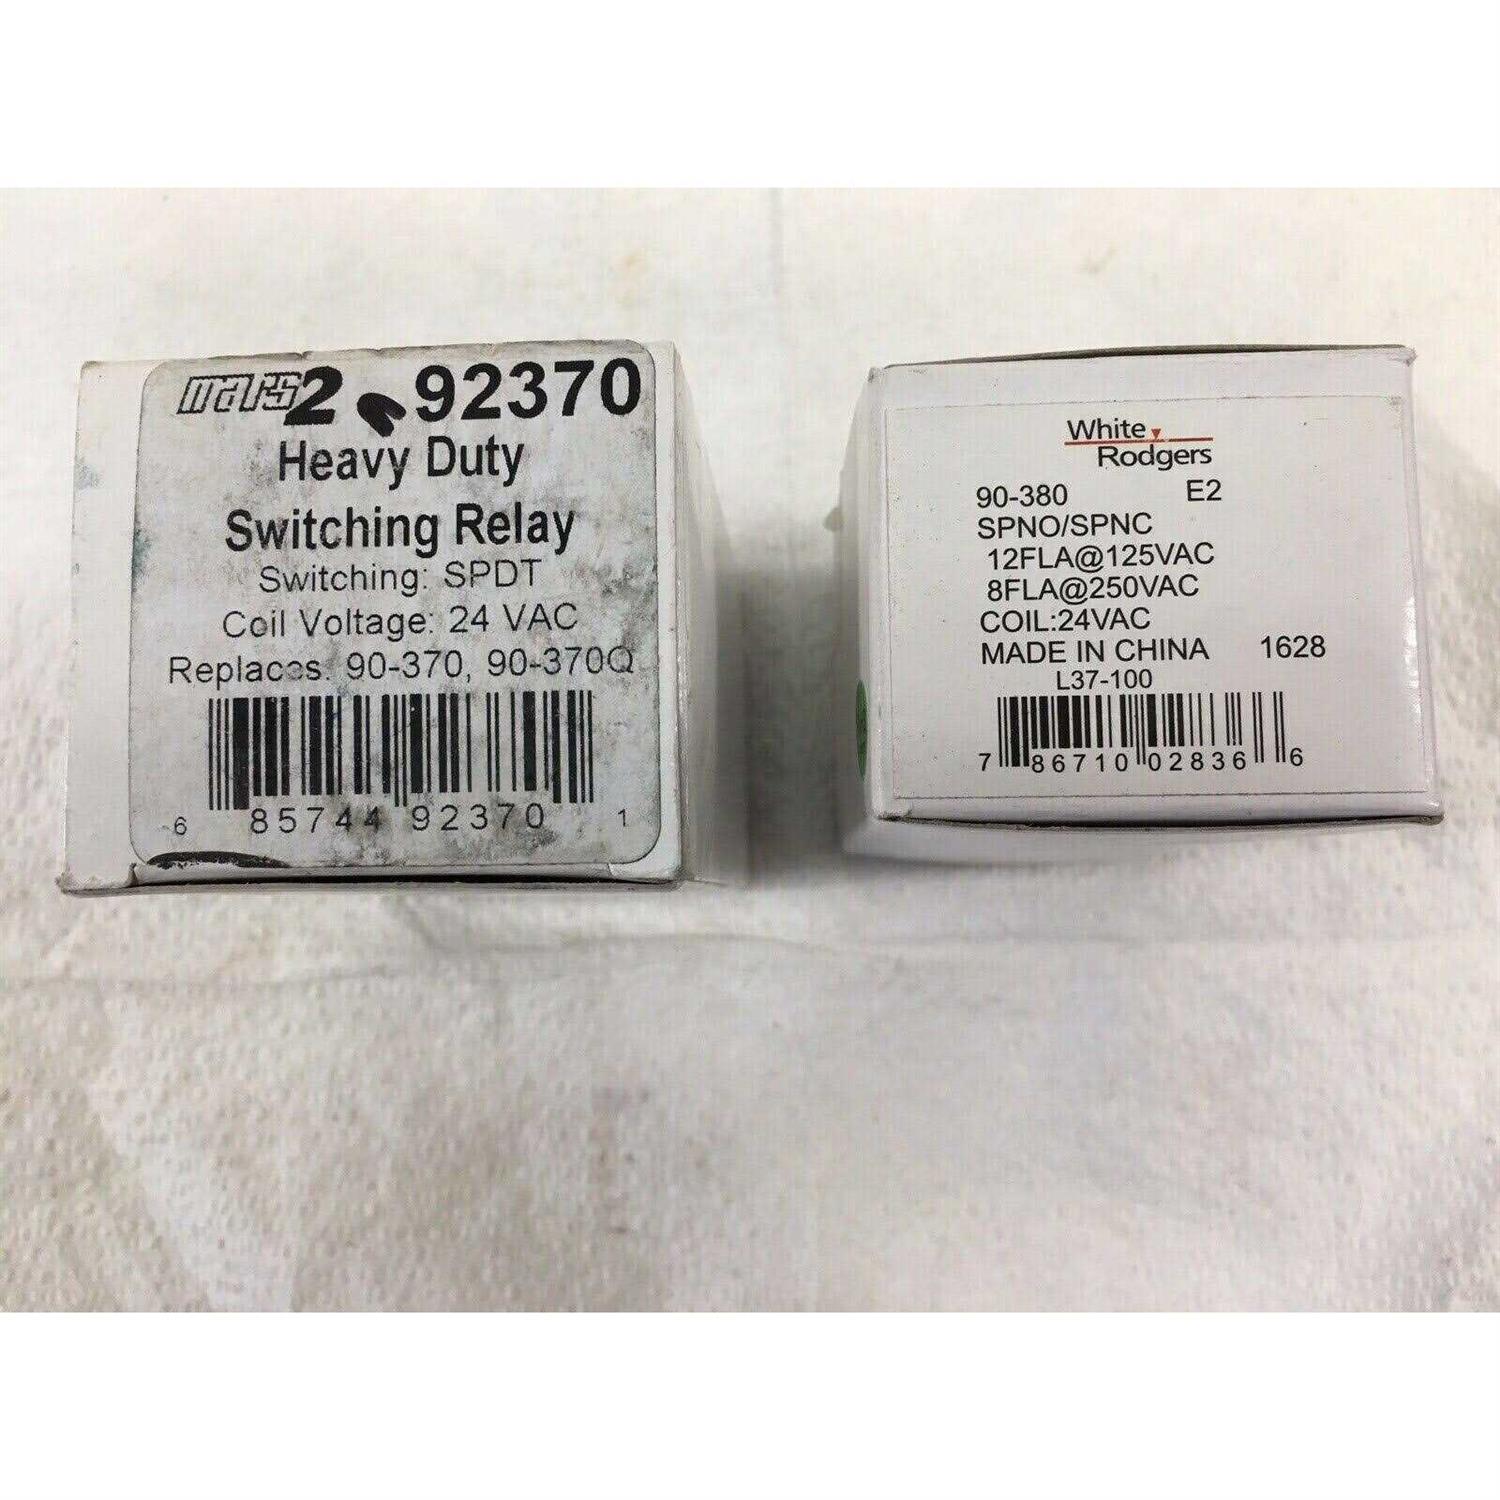 mars 2 92370
Heavy Duty
Switching Relay
Switching: SPDT
Coil Voltage: 24 VAC
Replaces: 90-370, 90-370Q
6 85744 92370 1
White
Rodgers
90-380 E2
SPNO/SPNC
12FLA@125VAC
8FLA@250VAC
COIL:24VAC
MADE IN CHINA 1628
L37-100
7 86710 02836 6